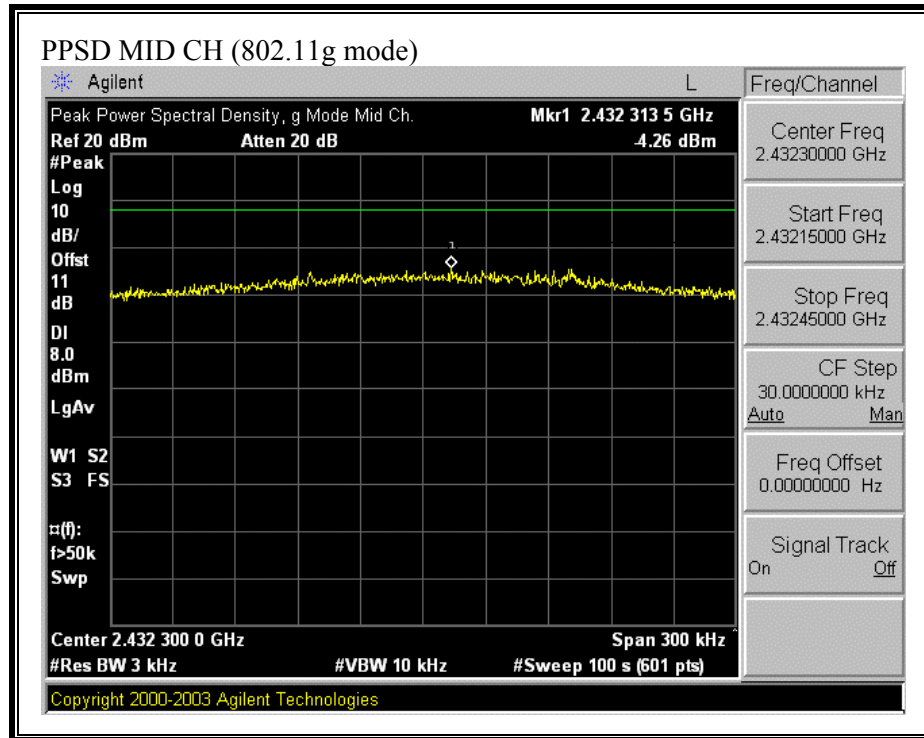 PPSD MID CH (802.11g mode)
Agilent L Freq/Channel
Peak Power Spectral Density, g Mode Mid Ch. Mkr1 2.432 313 5 GHz
Ref 20 dBm Atten 20 dB -4.26 dBm
#Peak
Log
10
dB/
Offst
11
dB
DI
8.0
dBm
LgAv
W1 S2
S3 FS
¤(f):
f>50k
Swp
1
Center 2.432 300 0 GHz Span 300 kHz
#Res BW 3 kHz #VBW 10 kHz #Sweep 100 s (601 pts)
Copyright 2000-2003 Agilent Technologies
Center Freq
2.43230000 GHz
Start Freq
2.43215000 GHz
Stop Freq
2.43245000 GHz
CF Step
30.0000000 kHz
Auto Man
Freq Offset
0.00000000 Hz
Signal Track
On Off